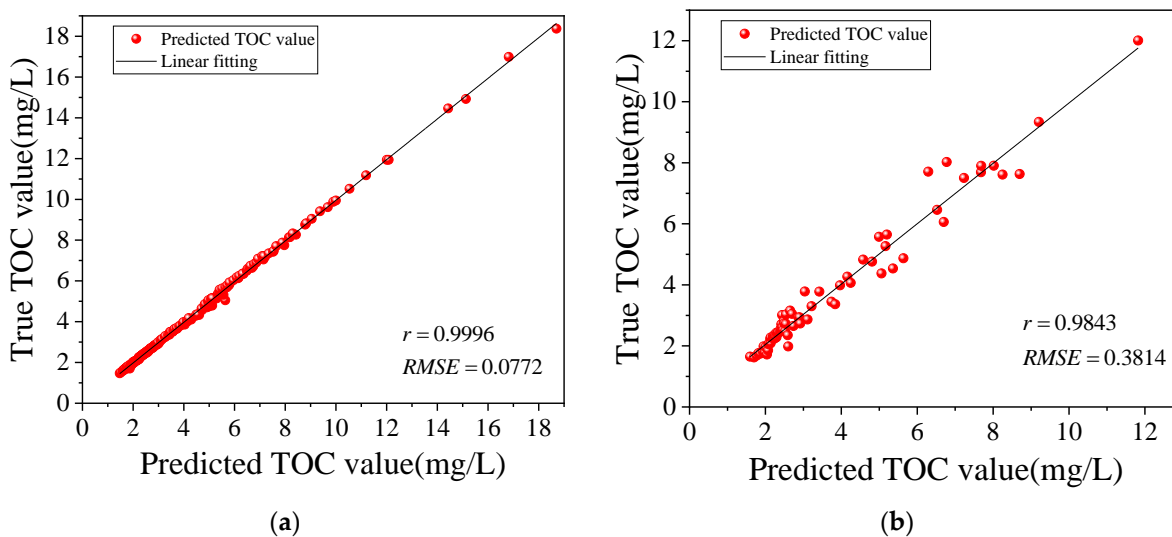 Predicted TOC value
Linear fitting
18
16
14
12
10
8
6
4
2
0
r = 0.9996
RMSE = 0.0772
0 2 4 6 8 10 12 14 16 18
True TOC value(mg/L)
Predicted TOC value(mg/L)
(a)
Predicted TOC value
Linear fitting
12
10
8
6
4
2
0
r = 0.9843
RMSE = 0.3814
0 2 4 6 8 10 12
True TOC value(mg/L)
Predicted TOC value(mg/L)
(b)